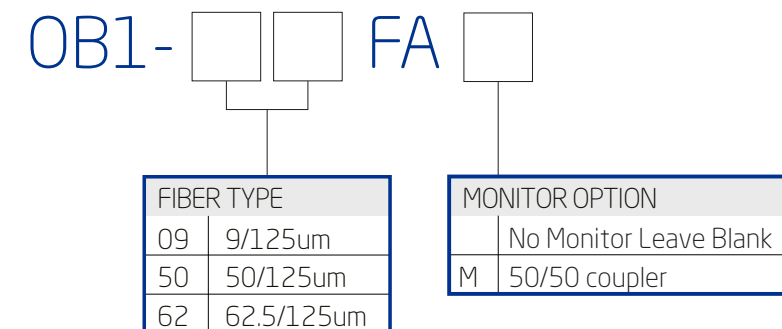 OB1- FA
FIBER TYPE
09 9/125um
50 50/125um
62 62.5/125um
MONITOR OPTION
No Monitor Leave Blank
M 50/50 coupler